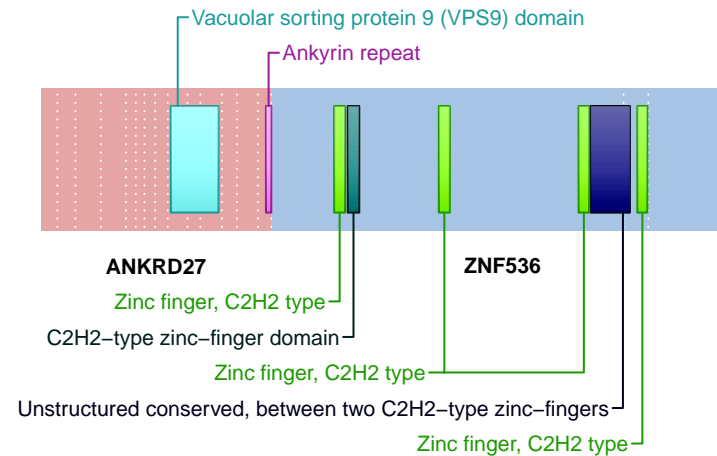 Vacuolar sorting protein 9 (VPS9) domain
Ankyrin repeat
ANKRD27
ZNF536
Zinc finger, C2H2 type
C2H2−type zinc−finger domain
Zinc finger, C2H2 type
Unstructured conserved, between two C2H2−type zinc−fingers
Zinc finger, C2H2 type